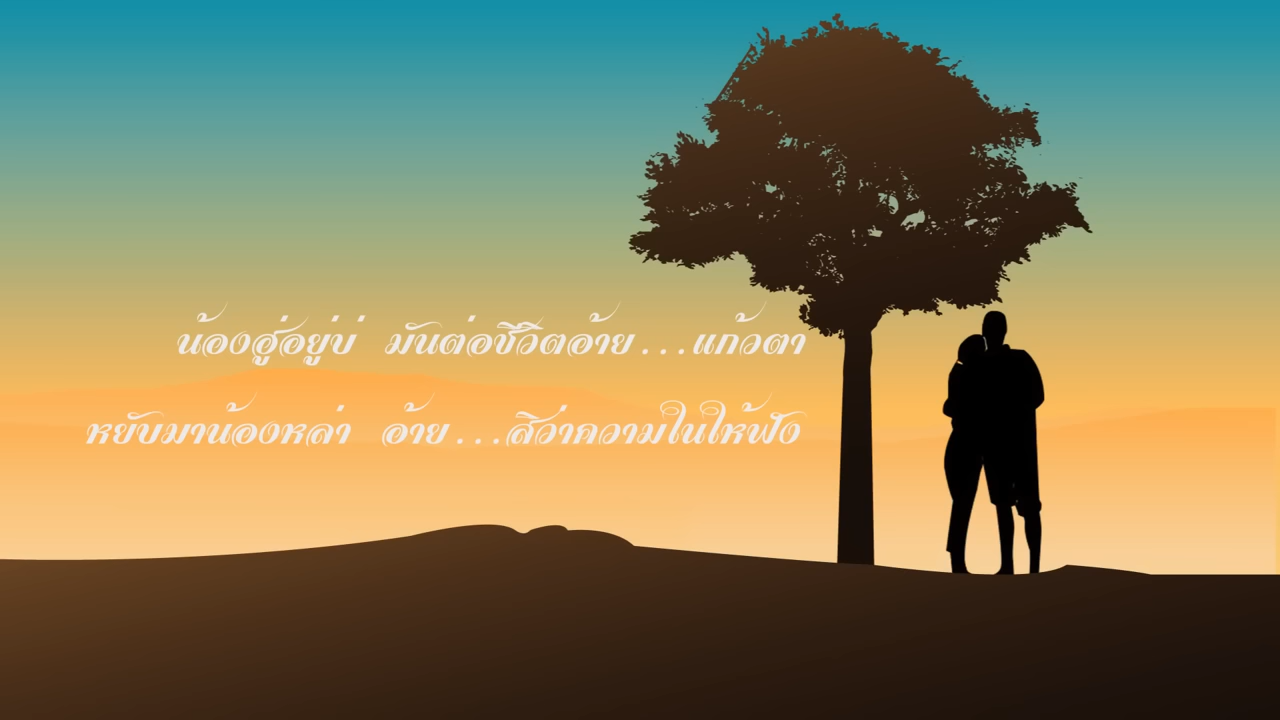 น้องฮู่อยู่บ่ มันต่อชีวิตอ้าย...แก้วตา
หยับมาน้องหล่า อ้าย...สิว่าความในให้ฟัง